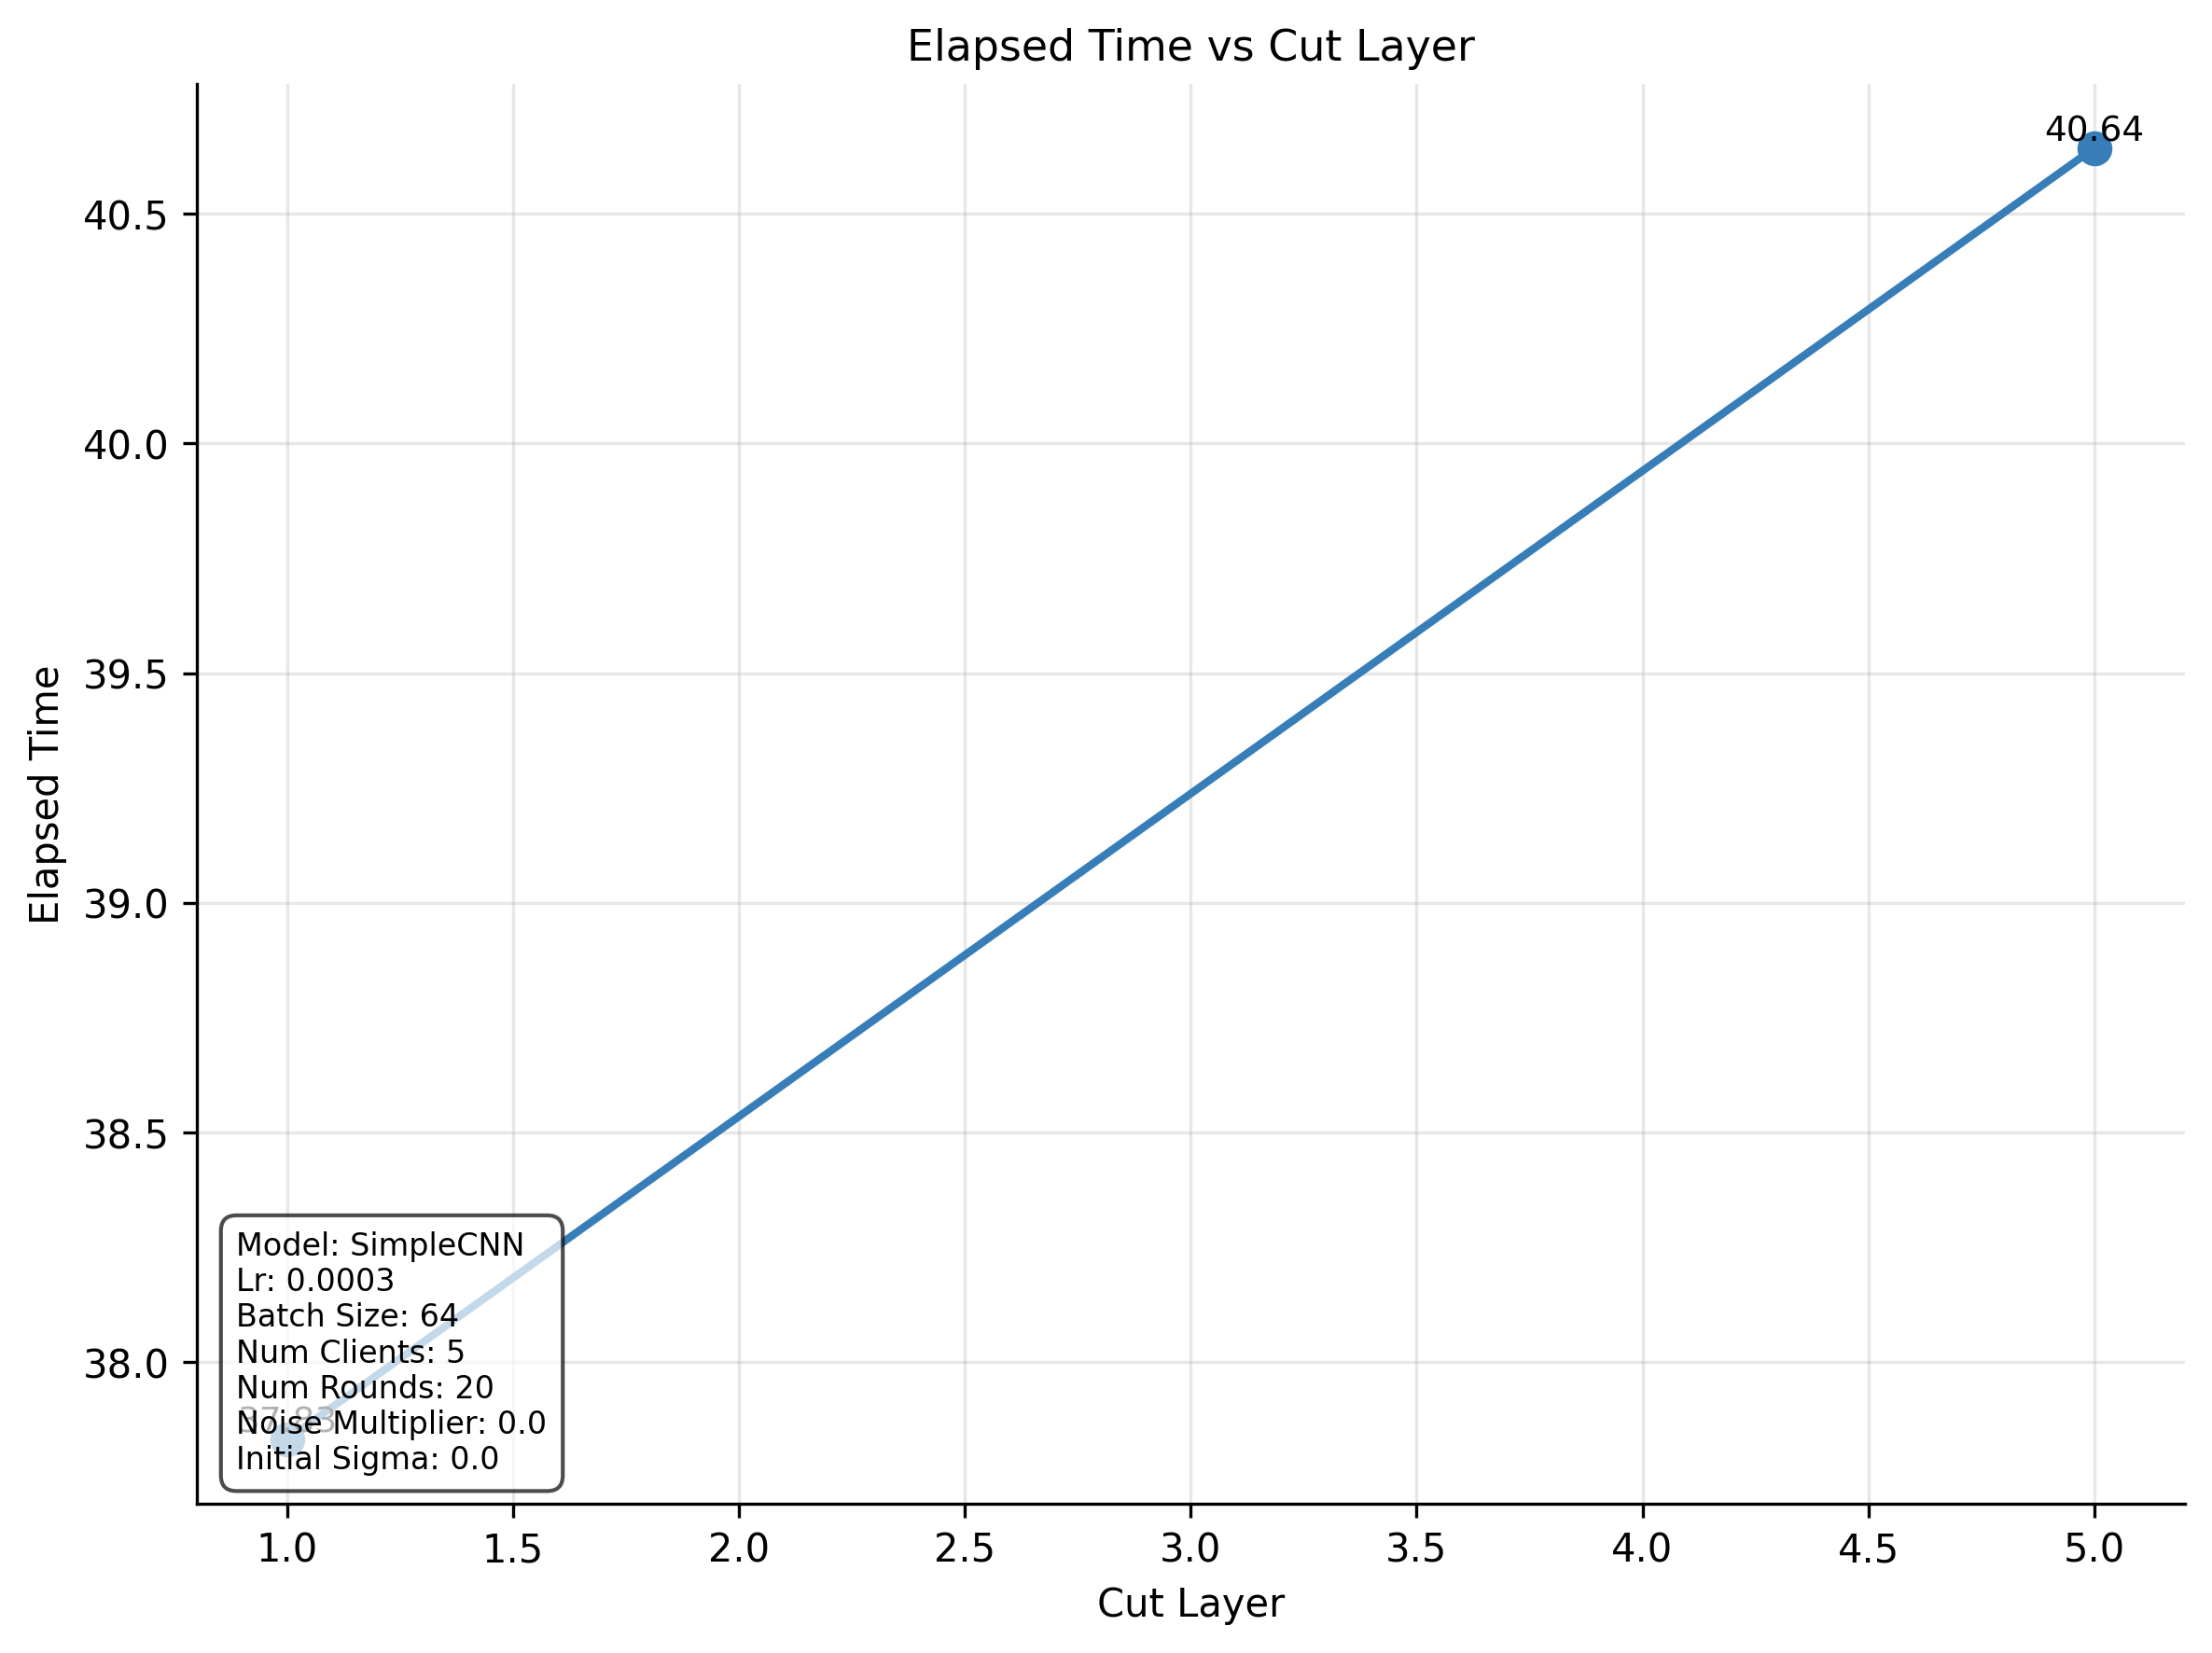 Elapsed Time vs Cut Layer
40.64
Elapsed Time
40.5
40.0
39.5
39.0
38.5
38.0
Model: SimpleCNN
Lr: 0.0003
Batch Size: 64
Num Clients: 5
Num Rounds: 20
37.83
Noise Multiplier: 0.0
Initial Sigma: 0.0
1.0 1.5 2.0 2.5 3.0 3.5 4.0 4.5 5.0
Cut Layer